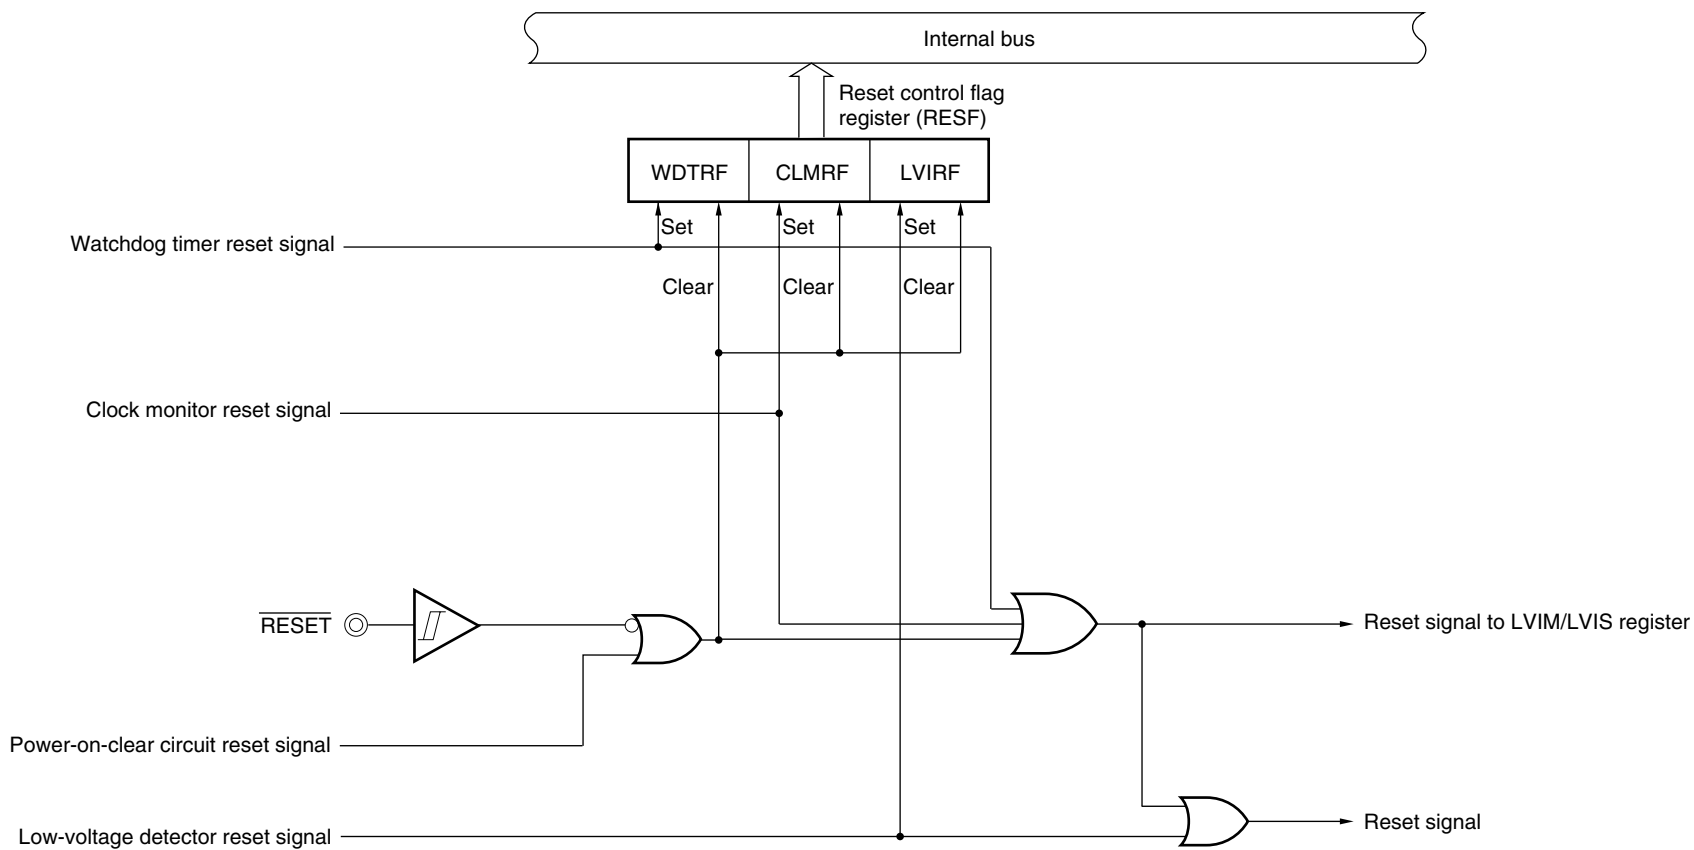 Internal bus
Reset control flag
register (RESF)
WDTRF CLMRF LVIRF
Set Set Set
Watchdog timer reset signal
Clear Clear Clear
Clock monitor reset signal
RESET
Reset signal to LVIM/LVIS register
Power-on-clear circuit reset signal
Low-voltage detector reset signal
Reset signal